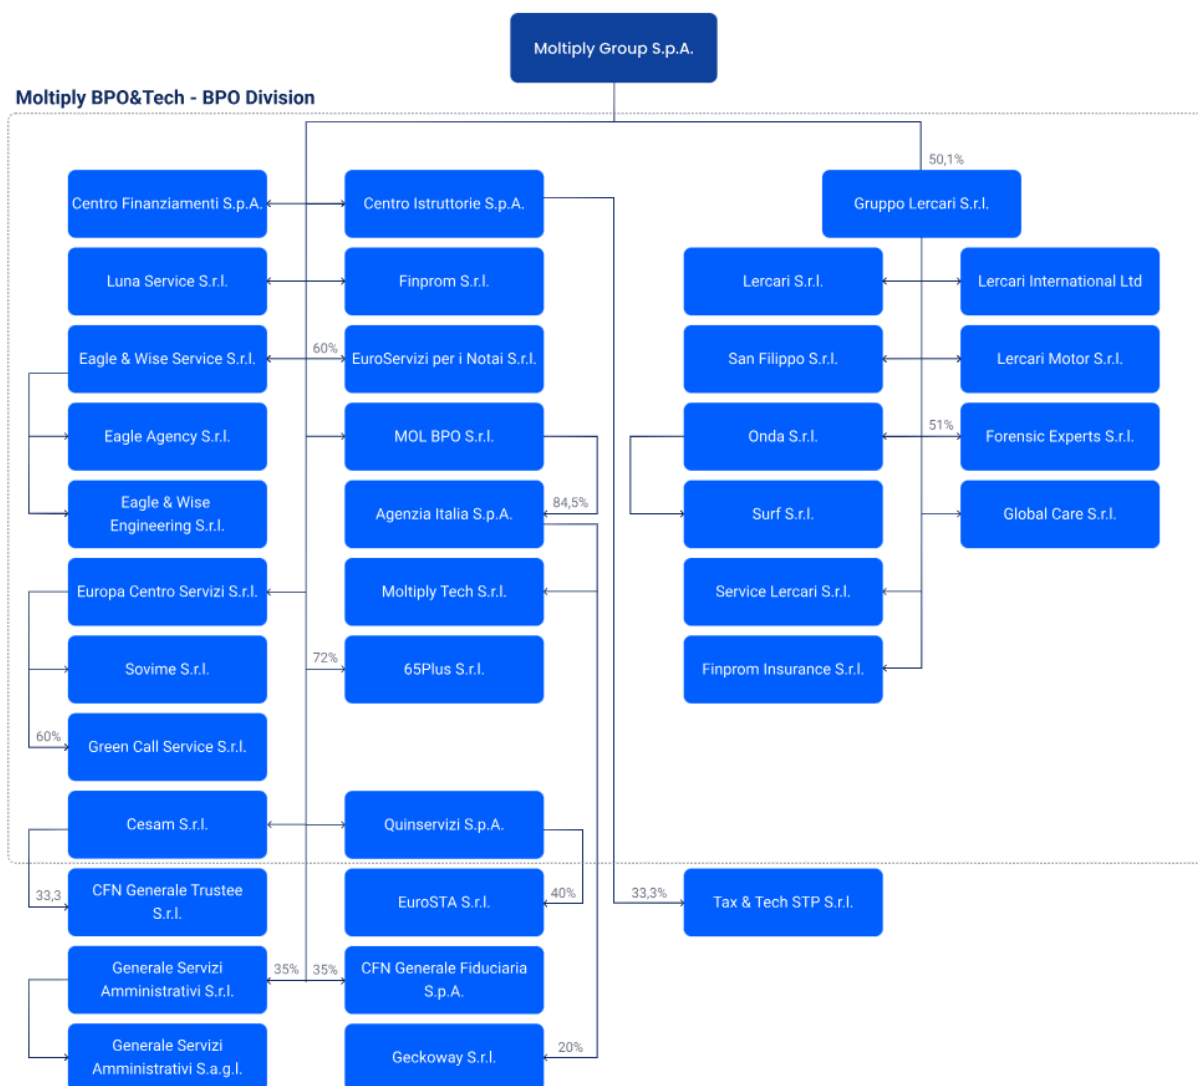 Moltiply Group S.p.A.
Moltiply BPO&Tech - BPO Division
50,1%
Centro Finanziamenti S.p.A.
Centro Istruttorie S.p.A.
Gruppo Lercari S.r.l.
Luna Service S.r.l.
Finprom S.r.l.
Lercari S.r.l.
Lercari International Ltd
Eagle & Wise Service S.r.l.
60%
EuroServizi per i Notai S.r.l.
San Filippo S.r.l.
Lercari Motor S.r.l.
Eagle Agency S.r.l.
MOL BPO S.r.l.
Onda S.r.l.
51%
Forensic Experts S.r.l.
Eagle & Wise
Engineering S.r.l.
84,5%
Agenzia Italia S.p.A.
Surf S.r.l.
Global Care S.r.l.
Europa Centro Servizi S.r.l.
Moltiply Tech S.r.l.
Service Lercari S.r.l.
Sovime S.r.l.
72%
65Plus S.r.l.
Finprom Insurance S.r.l.
60%
Green Call Service S.r.l.
Cesam S.r.l.
Quinservizi S.p.A.
33,3
CFN Generale Trustee
S.r.l.
EuroSTA S.r.l.
40%
33,3%
Tax & Tech STP S.r.l.
Generale Servizi
Amministrativi S.r.l.
35%
35%
CFN Generale Fiduciaria
S.p.A.
Generale Servizi
Amministrativi S.a.g.l.
Geckoway S.r.l.
20%